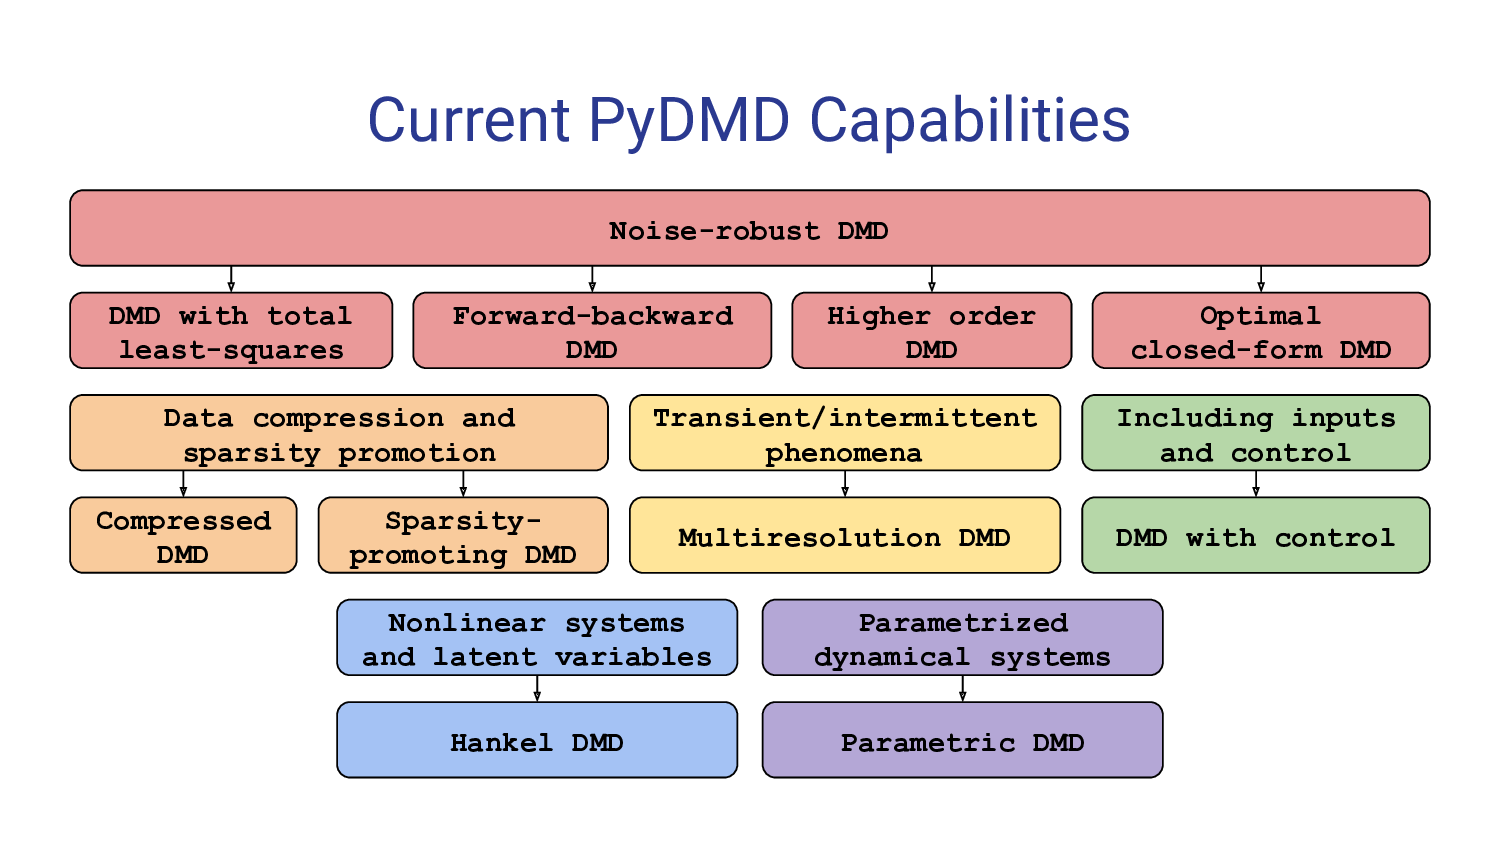 Current PyDMD Capabilities
Noise-robust DMD
DMD with total
least-squares
Forward-backward
DMD
Higher order
DMD
Optimal
closed-form DMD
Data compression and
sparsity promotion
Transient/intermittent
phenomena
Including inputs
and control
Compressed
DMD
Sparsity-
promoting DMD
Multiresolution DMD
DMD with control
Nonlinear systems
and latent variables
Parametrized
dynamical systems
Hankel DMD
Parametric DMD